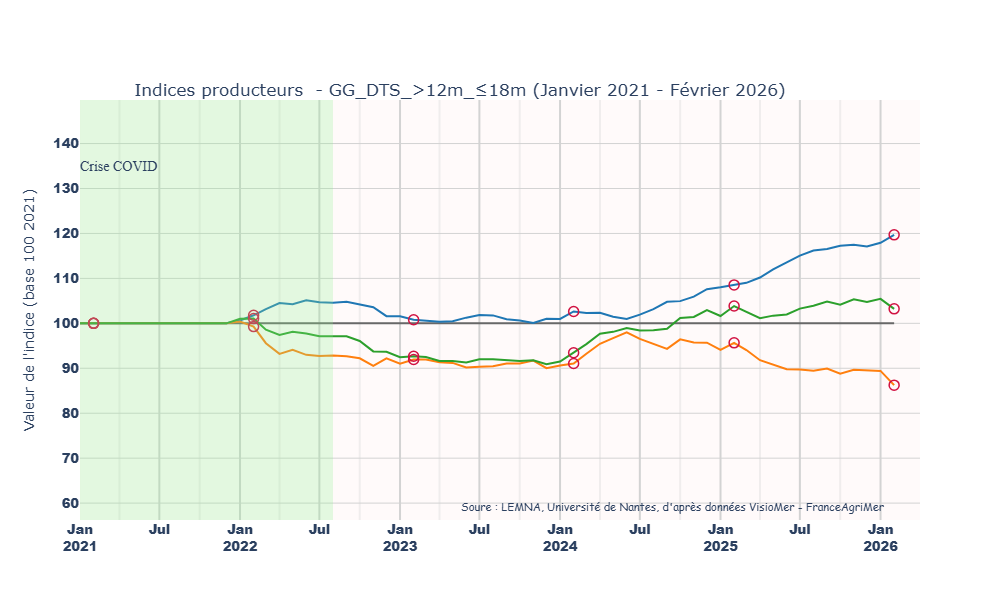 Indices producteurs - GG_DTS_>12m_≤18m (Janvier 2021 - Février 2026)
Valeur de l'indice (base 100 2021)
140
Crise COVID
130
120
110
100
90
80
70
60
Soure : LEMNA, Université de Nantes, d'après données VisioMer - FranceAgriMer
Jan Jul Jan Jul Jan Jul Jan Jul Jan Jul Jan
2021 2022 2023 2024 2025 2026